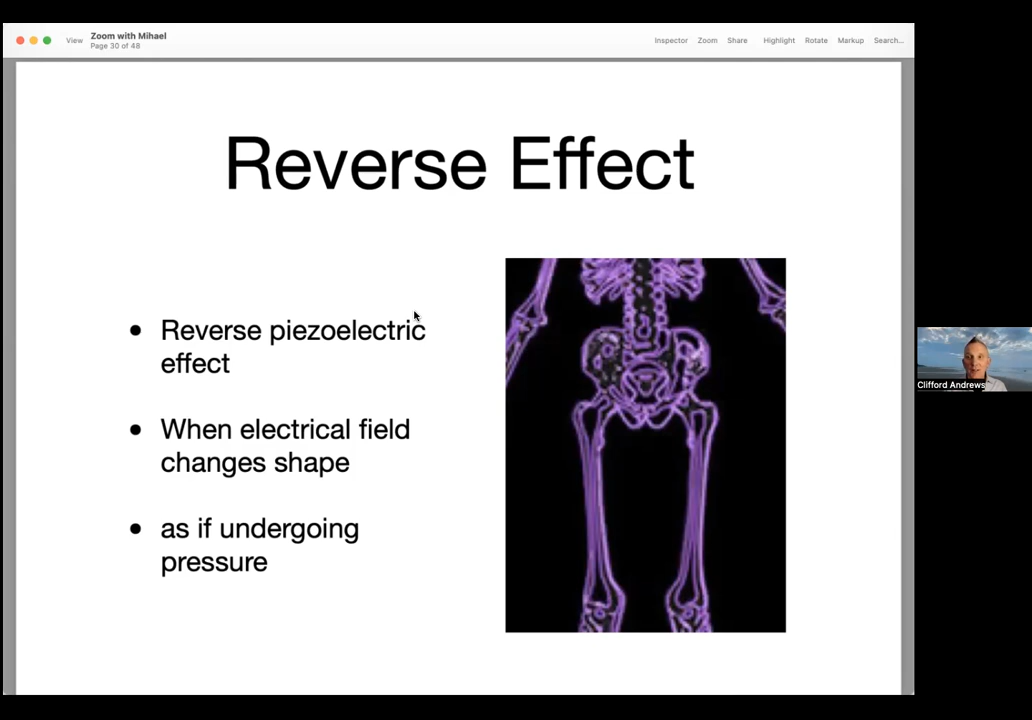 View
Zoom with Mihael
Page 30 of 48
Inspector Zoom Share Highlight Rotate Markup Search...
Reverse Effect
• Reverse piezoelectric
effect
• When electrical field
changes shape
• as if undergoing
pressure
Clifford Andrews